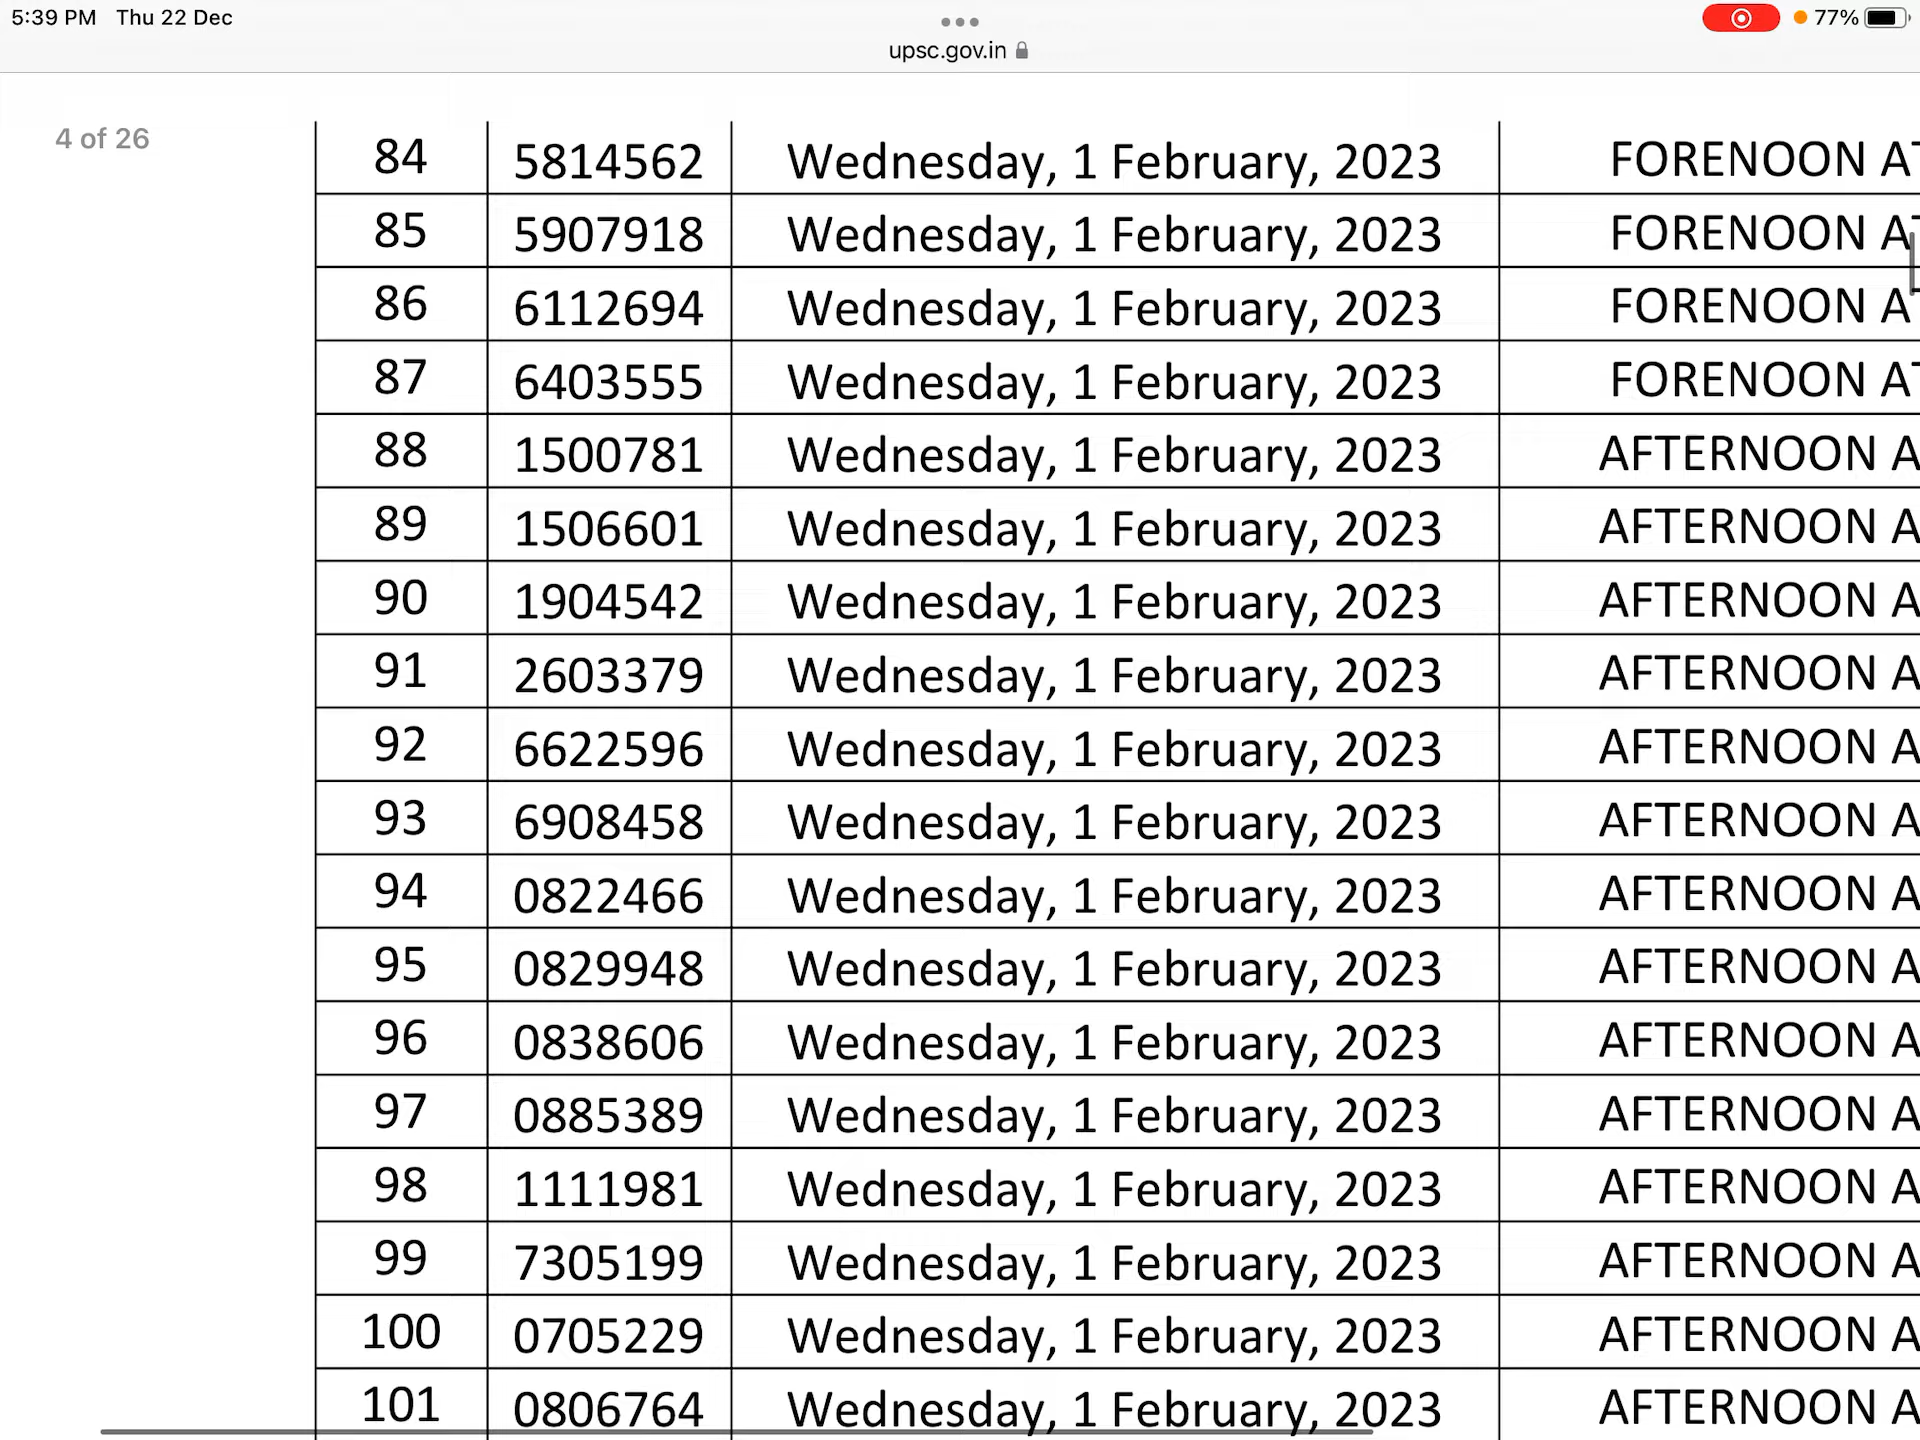 5:39 PM Thu 22 Dec
77%
upsc.gov.in
4 of 26
84 5814562 Wednesday, 1 February, 2023 FORENOON AT
85 5907918 Wednesday, 1 February, 2023 FORENOON AT
86 6112694 Wednesday, 1 February, 2023 FORENOON AT
87 6403555 Wednesday, 1 February, 2023 FORENOON AT
88 1500781 Wednesday, 1 February, 2023 AFTERNOON A
89 1506601 Wednesday, 1 February, 2023 AFTERNOON A
90 1904542 Wednesday, 1 February, 2023 AFTERNOON A
91 2603379 Wednesday, 1 February, 2023 AFTERNOON A
92 6622596 Wednesday, 1 February, 2023 AFTERNOON A
93 6908458 Wednesday, 1 February, 2023 AFTERNOON A
94 0822466 Wednesday, 1 February, 2023 AFTERNOON A
95 0829948 Wednesday, 1 February, 2023 AFTERNOON A
96 0838606 Wednesday, 1 February, 2023 AFTERNOON A
97 0885389 Wednesday, 1 February, 2023 AFTERNOON A
98 1111981 Wednesday, 1 February, 2023 AFTERNOON A
99 7305199 Wednesday, 1 February, 2023 AFTERNOON A
100 0705229 Wednesday, 1 February, 2023 AFTERNOON A
101 0806764 Wednesday, 1 February, 2023 AFTERNOON A